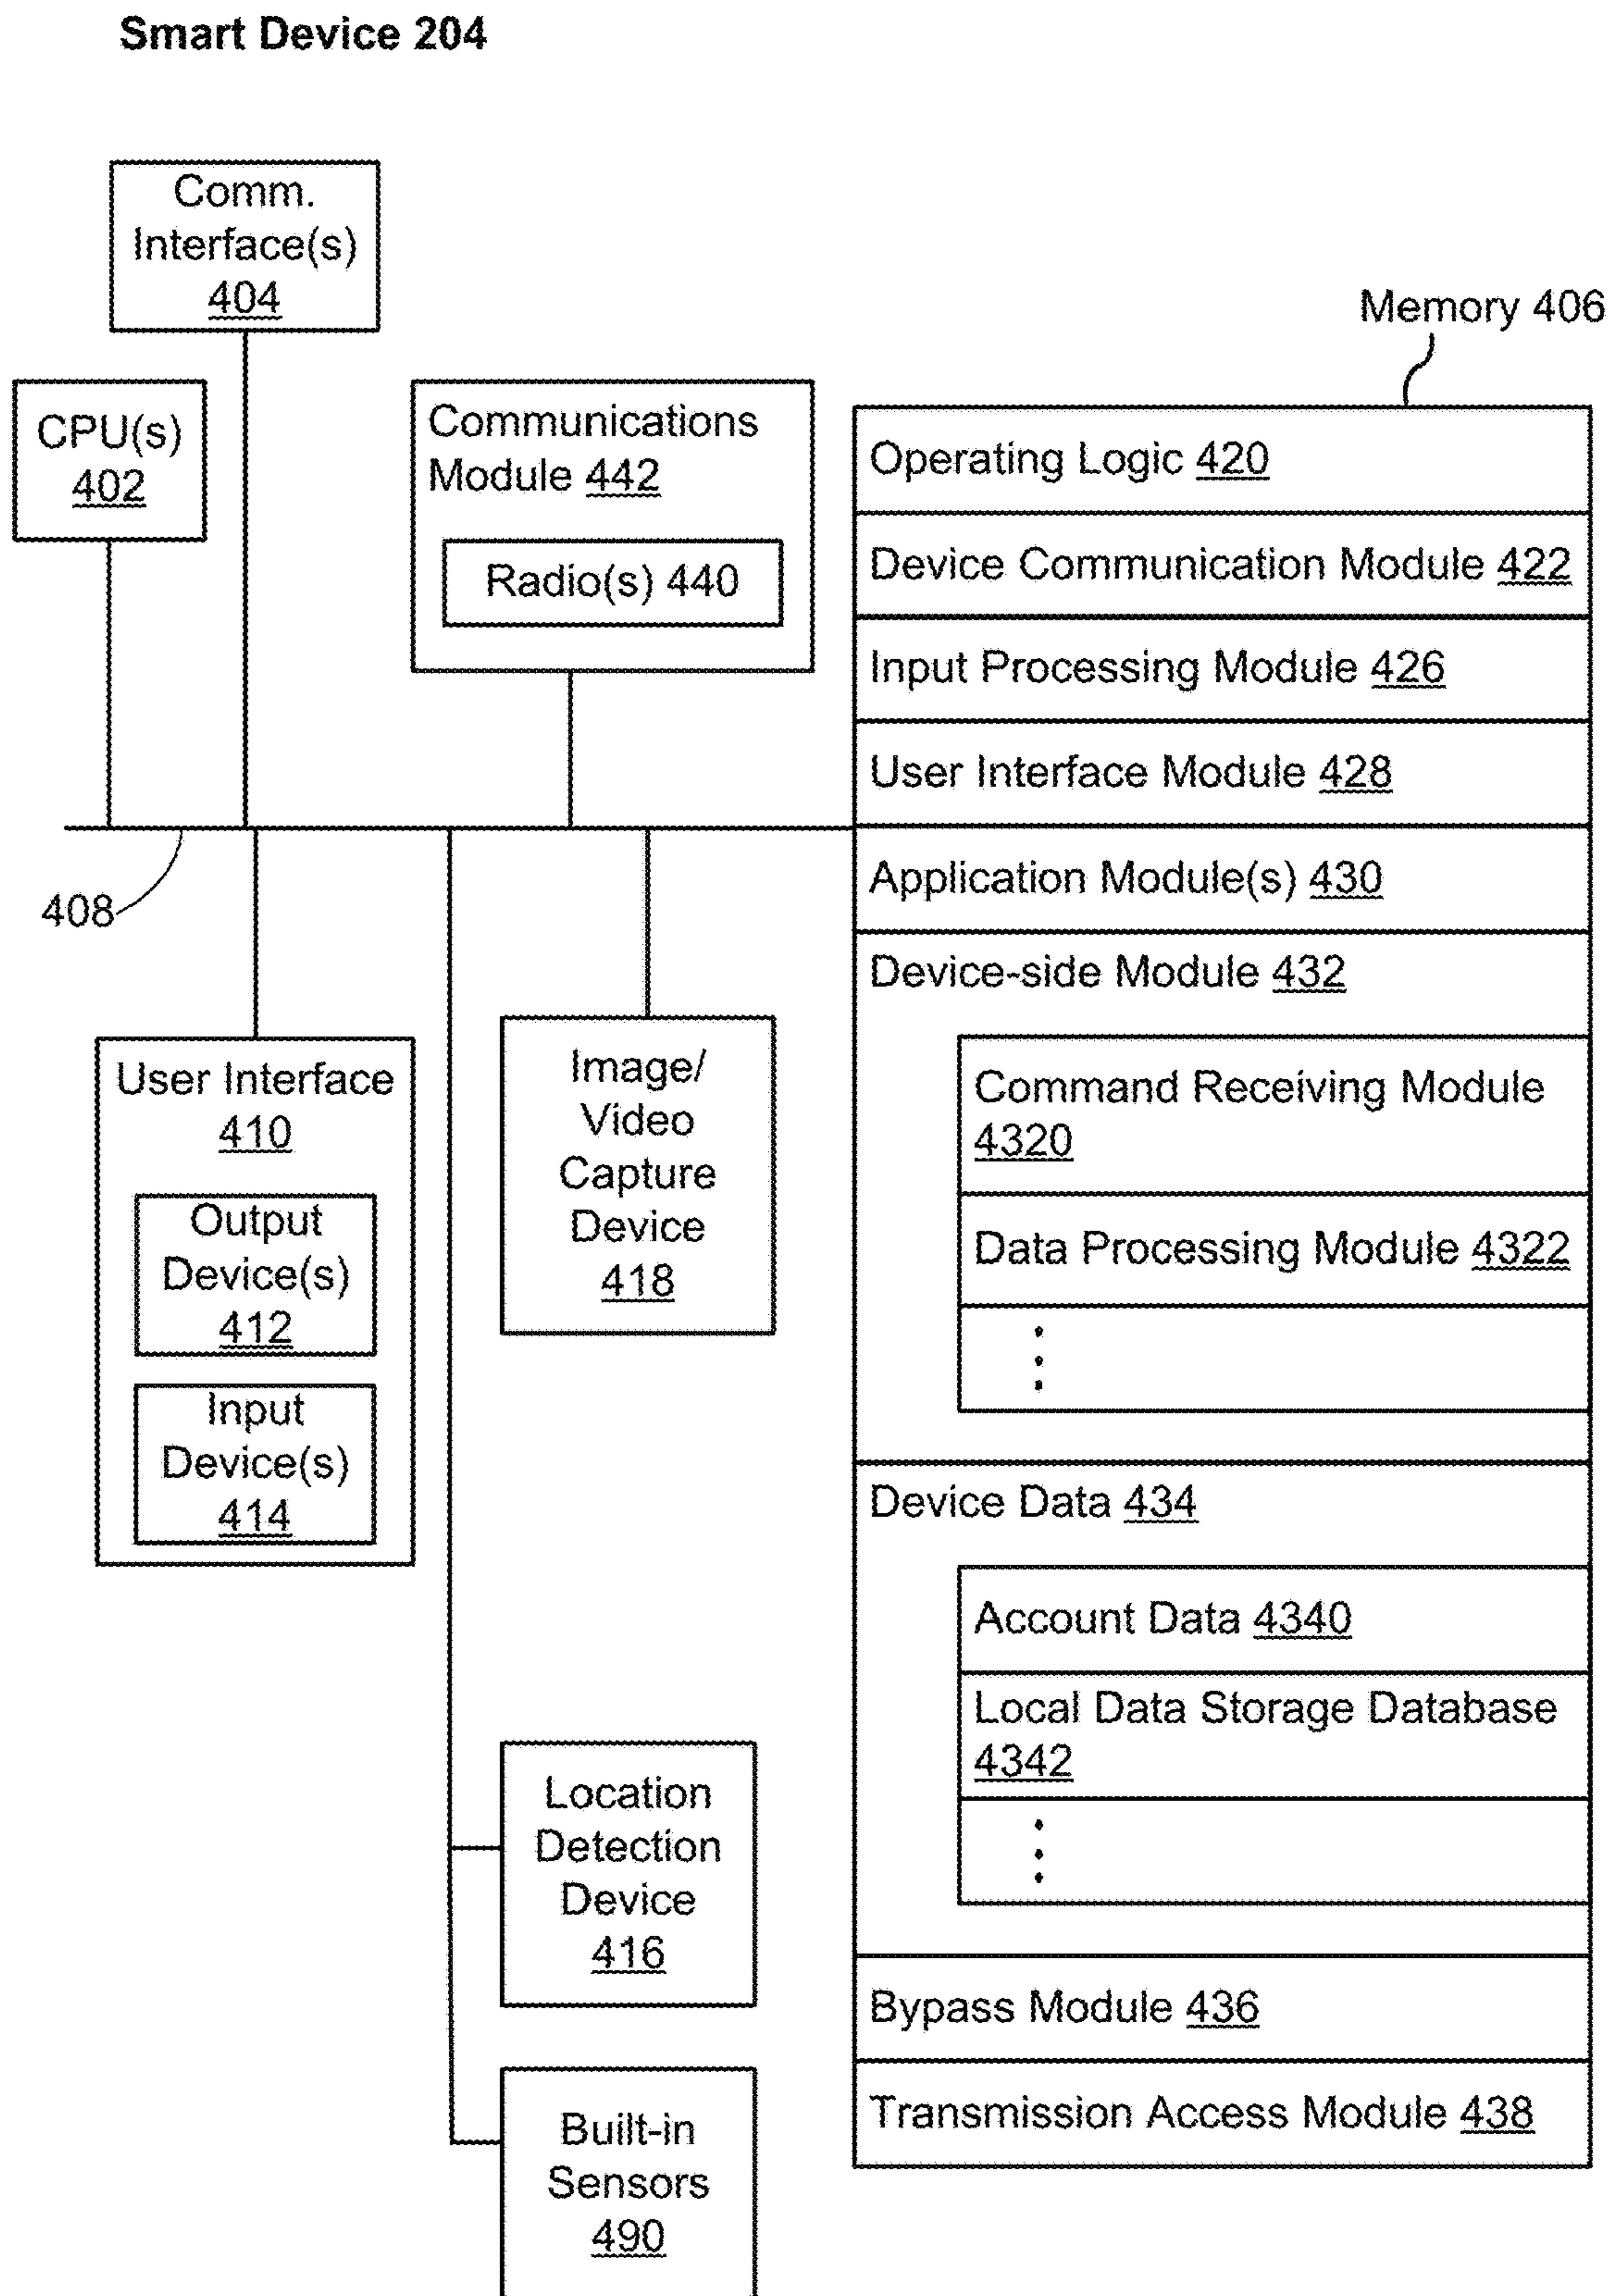 Smart Device 204
Comm.
Interface(s)
404
Memory 406
CPU(s)
402
Communications
Module 442
Radio(s) 440
Operating Logic 420
Device Communication Module 422
Input Processing Module 426
User Interface Module 428
408
Application Module(s) 430
Device-side Module 432
Command Receiving Module
4320
Data Processing Module 4322
User Interface
410
Output
Device(s)
412
Input
Device(s)
414
Image/
Video
Capture
Device
418
Device Data 434
Account Data 4340
Local Data Storage Database
4342
Location
Detection
Device
416
Built-in
Sensors
490
Bypass Module 436
Transmission Access Module 438